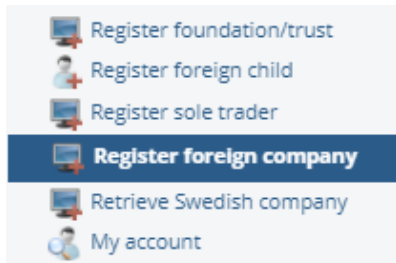 Register foundation/trust
Register foreign child
Register sole trader
Register foreign company
Retrieve Swedish company
My account